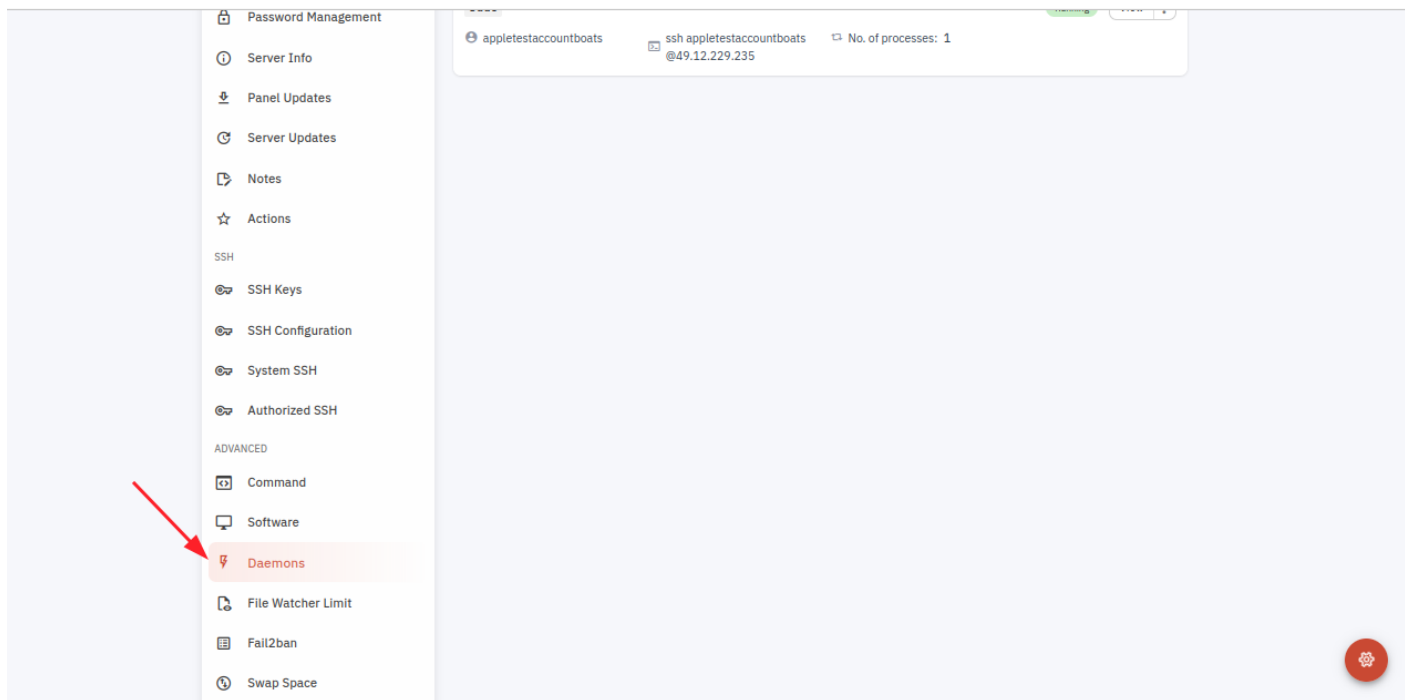 Password Management
Server Info
Panel Updates
Server Updates
Notes
Actions
SSH
SSH Keys
SSH Configuration
System SSH
Authorized SSH
ADVANCED
Command
Software
Daemons
File Watcher Limit
Fail2ban
Swap Space
appletestaccountboats
ssh appletestaccountboats
@49.12.229.235
No. of processes: 1